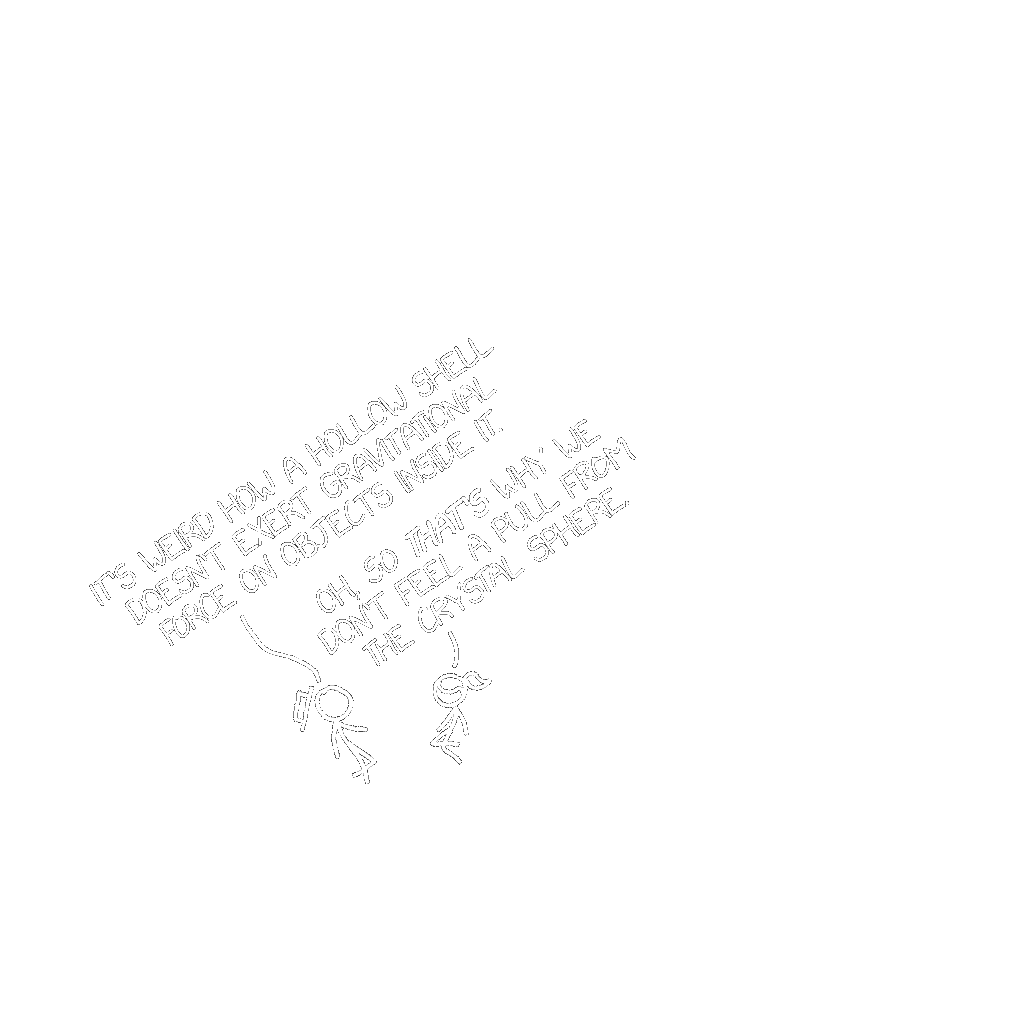 IT'S WEIRD HOW A HOLLOW SHELL
DOESN'T EXERT GRAVITATIONAL
FORCE ON OBJECTS INSIDE IT.
OH, SO THAT'S WHY WE
DON'T FEEL A PULL FROM
THE CRYSTAL SPHERE.